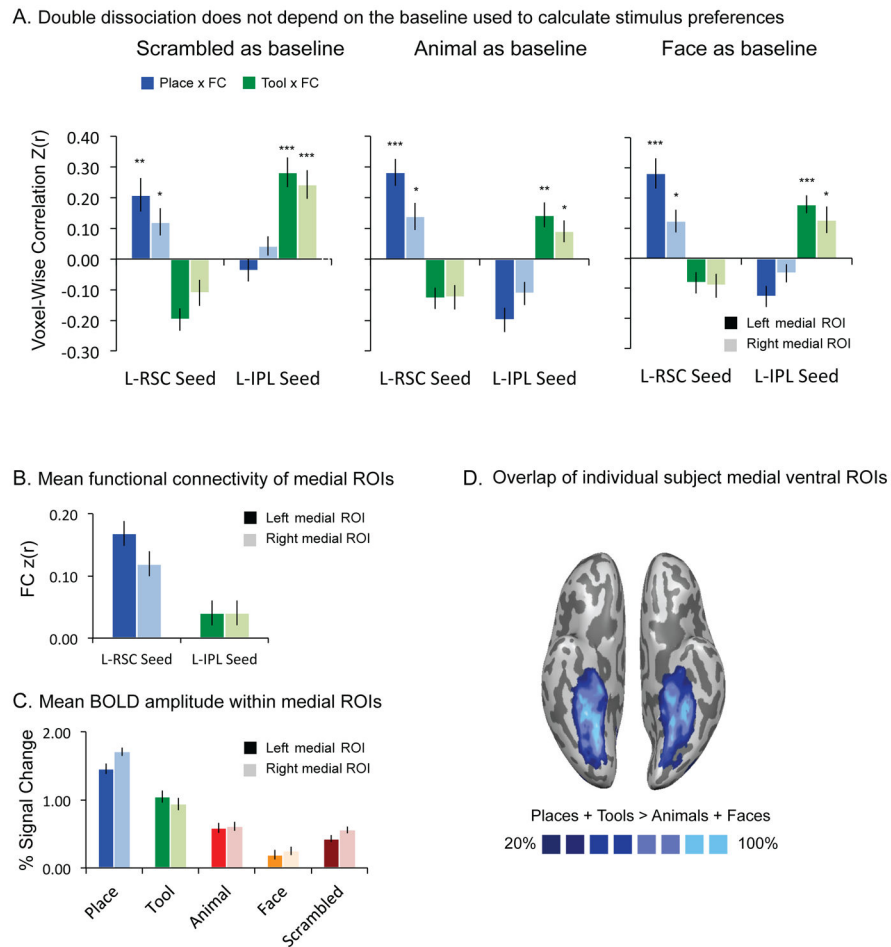 A. Double dissociation does not depend on the baseline used to calculate stimulus preferences
Scrambled as baseline
Animal as baseline
Face as baseline
Place x FC
Tool x FC
Voxel-Wise Correlation Z(r)
0.40
0.30
0.20
0.10
0.00
-0.10
-0.20
-0.30
** * *** ***
*** * ** *
*** * *** *
Left medial ROI
Right medial ROI
L-RSC Seed L-IPL Seed
L-RSC Seed L-IPL Seed
L-RSC Seed L-IPL Seed
B. Mean functional connectivity of medial ROIs
FC z(r)
0.20
0.10
0.00
Left medial ROI
Right medial ROI
L-RSC Seed L-IPL Seed
C. Mean BOLD amplitude within medial ROIs
% Signal Change
2.00
1.00
0.00
Left medial ROI
Right medial ROI
Place
Tool
Animal
Face
Scrambled
D. Overlap of individual subject medial ventral ROIs
Places + Tools > Animals + Faces
20% 100%